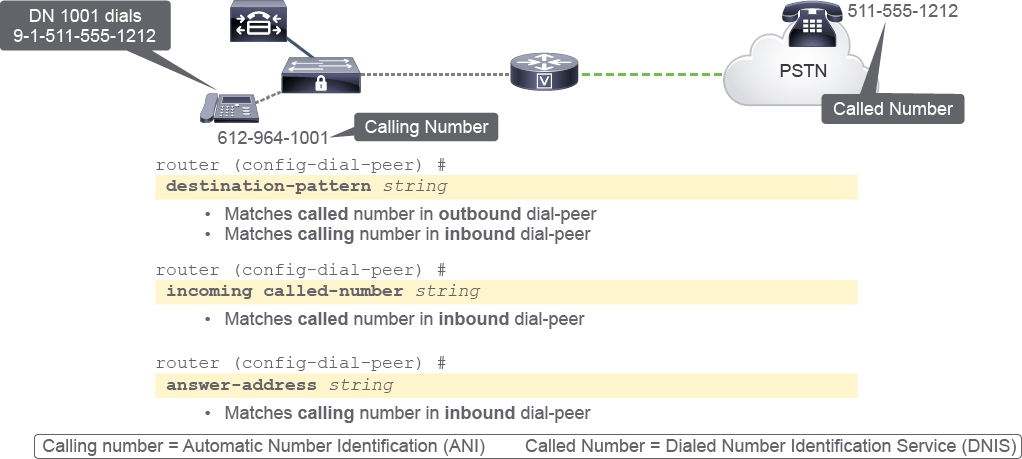 DN 1001 dials
9-1-511-555-1212
511-555-1212
PSTN
V
Called Number
Calling Number
612-964-1001
router (config-dial-peer) #
destination-pattern string
• Matches called number in outbound dial-peer
• Matches calling number in inbound dial-peer
router (config-dial-peer) #
incoming called-number string
• Matches called number in inbound dial-peer
router (config-dial-peer) #
answer-address string
• Matches calling number in inbound dial-peer
Calling number = Automatic Number Identification (ANI) Called Number = Dialed Number Identification Service (DNIS)